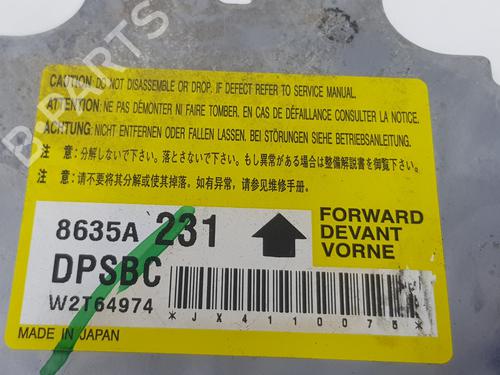 B-PARTS
CAUTION: DO NOT DISASSEMBLE OR DROP. IF DEFECT REFER TO SERVICE MANUAL.
ATTENTION: NE PAS DÉMONTER NI FAIRE TOMBER. EN CAS DE DÉFAILLANCE CONSULTER LA NOTICE.
ACHTUNG: NICHT ENTFERNEN ODER FALLEN LASSEN. BEI STÖRUNGEN SIEHE BETRIEBSANLEITUNG.
注 意:分解しないで下さい。落とさないで下さい。もし異常がある場合は整備解説書を御覧下さい。
注 意:请不要将其分解或使其掉落。如有异常,请参见维修手册.
8635A 231
FORWARD
DEVANT
VORNE
DPSBC
W2T64974
*JX4110075*
MADE IN JAPAN